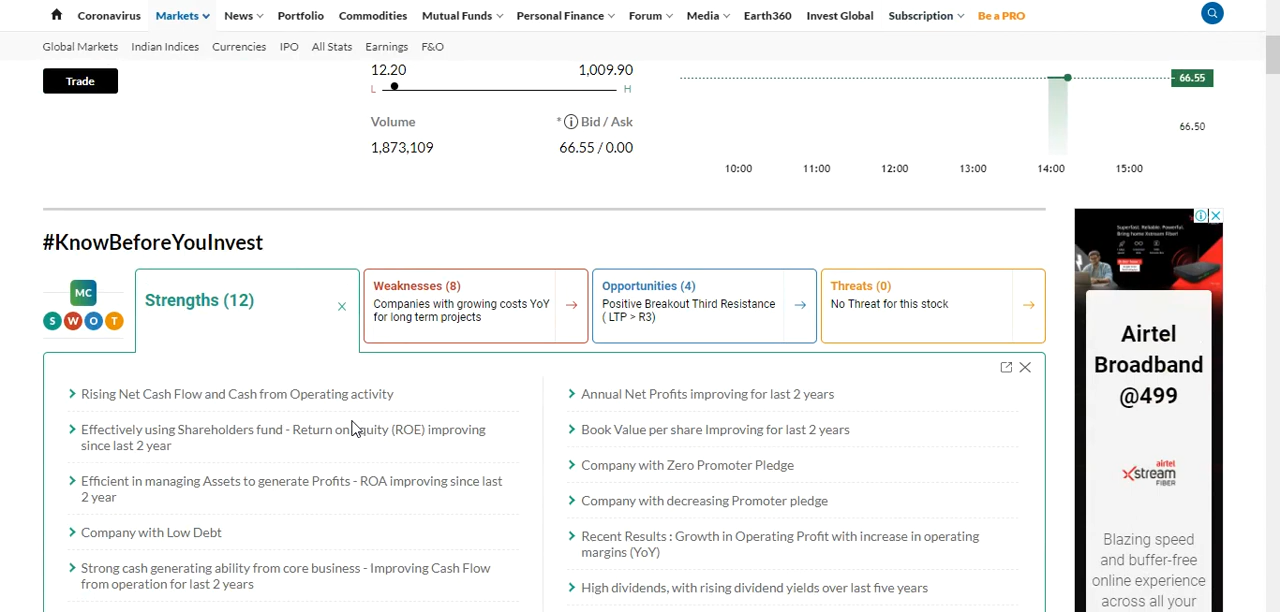 Coronavirus Markets News Portfolio Commodities Mutual Funds Personal Finance Forum Media Earth360 Invest Global Subscription Be a PRO
Global Markets Indian Indices Currencies IPO All Stats Earnings F&O
Trade
12.20 1,009.90
L H
Volume * i Bid / Ask
1,873,109 66.55 / 0.00
66.55
66.50
10:00 11:00 12:00 13:00 14:00 15:00
#KnowBeforeYouInvest
MC
S W O T
Strengths (12) x
Weaknesses (8)
Companies with growing costs YoY
for long term projects
Opportunities (4)
Positive Breakout Third Resistance
( LTP > R3)
Threats (0)
No Threat for this stock
Rising Net Cash Flow and Cash from Operating activity
Effectively using Shareholders fund - Return on Equity (ROE) improving
since last 2 year
Efficient in managing Assets to generate Profits - ROA improving since last
2 year
Company with Low Debt
Strong cash generating ability from core business - Improving Cash Flow
from operation for last 2 years
Annual Net Profits improving for last 2 years
Book Value per share Improving for last 2 years
Company with Zero Promoter Pledge
Company with decreasing Promoter pledge
Recent Results : Growth in Operating Profit with increase in operating
margins (YoY)
High dividends, with rising dividend yields over last five years
Superfast. Reliable. Powerful.
Bring home Xstream Fiber!
Airtel
Broadband
@499
airtel
xstream
FIBER
Blazing speed
and buffer-free
online experience
across all your